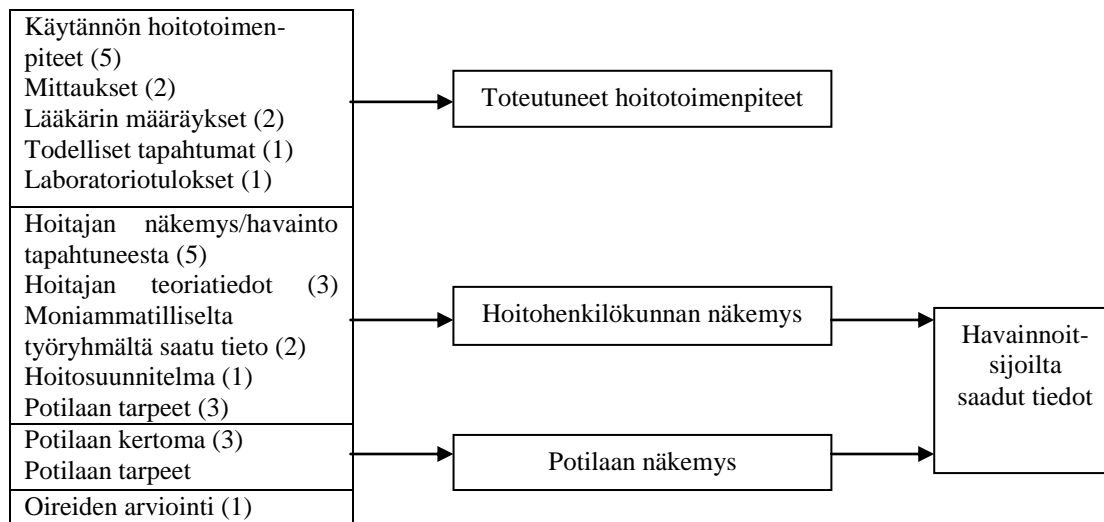 Käytännön hoitotoimen-
piteet (5)
Mittaukset (2)
Lääkärin määräykset (2)
Todelliset tapahtumat (1)
Laboratoriotulokset (1)
Toteutuneet hoitotoimenpiteet
Hoitajan näkemys/havainto
tapahtuneesta (5)
Hoitajan teoriatiedot (3)
Moniammatilliselta
työryhmältä saatu tieto (2)
Hoitosuunnitelma (1)
Potilaan tarpeet (3)
Hoitohenkilökunnan näkemys
Potilaan kertoma (3)
Potilaan tarpeet
Oireiden arviointi (1)
Potilaan näkemys
Havainnoit-
sijoilta
saadut tiedot